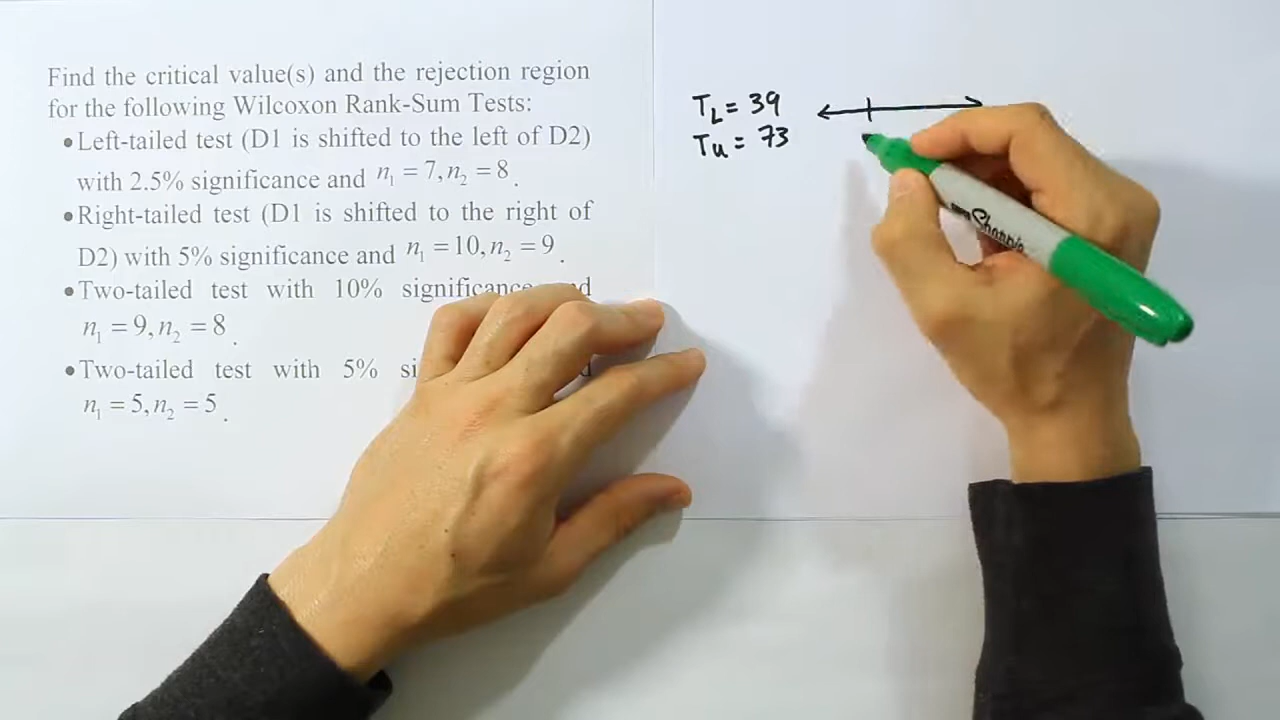 Find the critical value(s) and the rejection region
for the following Wilcoxon Rank-Sum Tests:
•Left-tailed test (D1 is shifted to the left of D2)
with 2.5% significance and n₁ = 7, n₂ = 8.
•Right-tailed test (D1 is shifted to the right of
D2) with 5% significance and n₁ = 10, n₂ = 9.
•Two-tailed test with 10% significance
n₁ = 9, n₂ = 8.
•Two-tailed test with 5%
n₁ = 5, n₂ = 5.
T_L = 39
T_u = 73
Sharpie